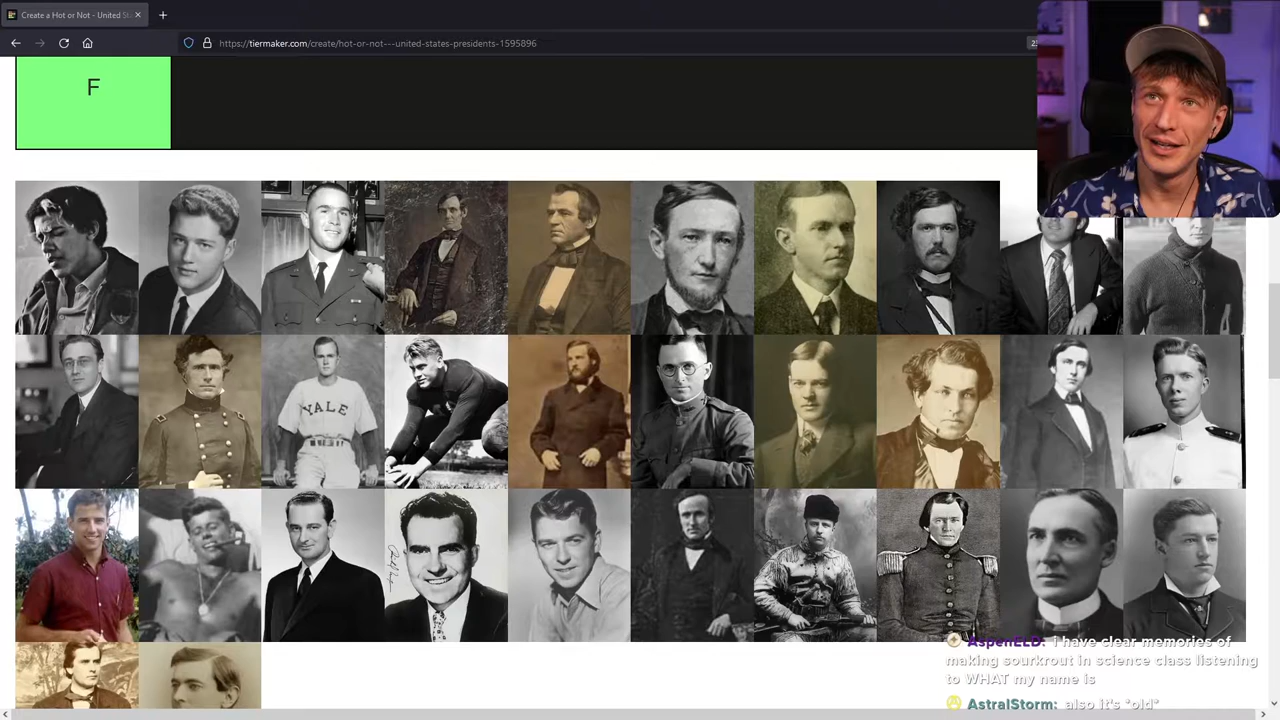 Create a Hot or Not - United St
https://tiermaker.com/create/hot-or-not---united-states-presidents-1595896
F
YALE
AspenELD: i have clear memories of
making sourkrout in science class listening
to WHAT my name is
AstralStorm: also it's *old*